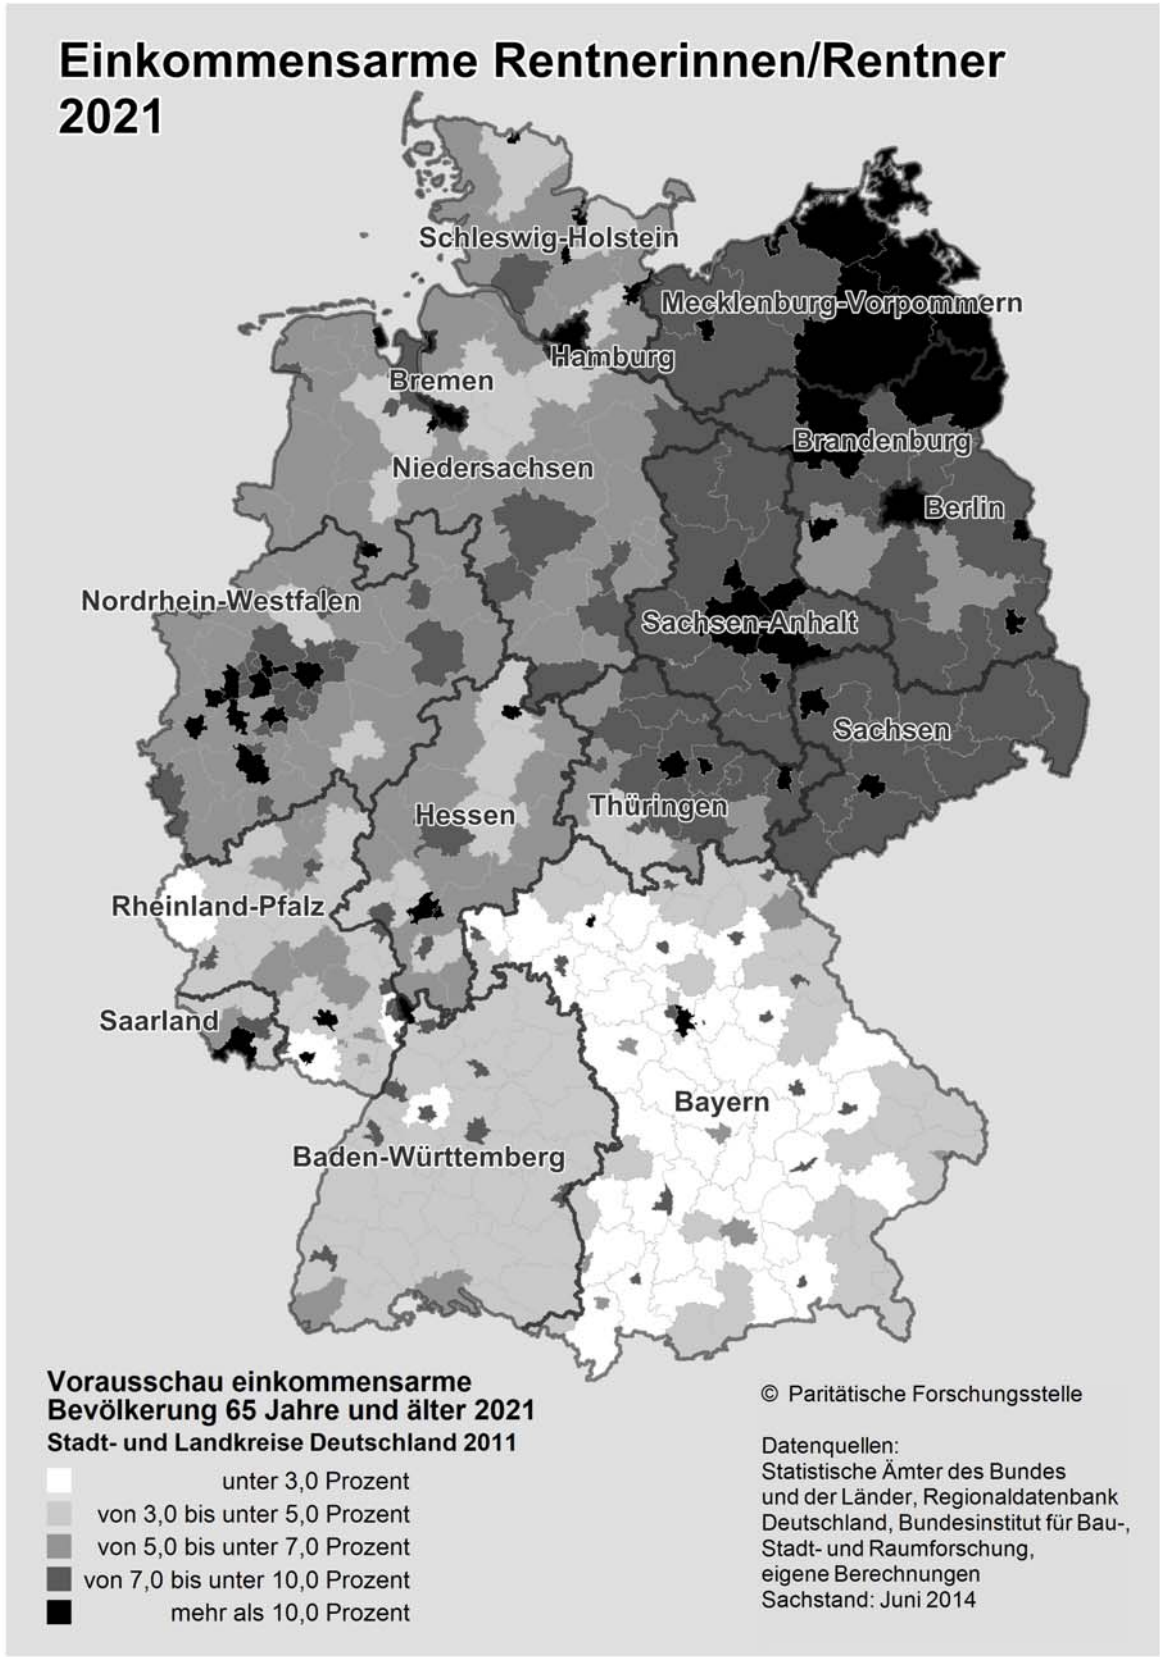 Einkommensarme Rentnerinnen/Rentner
2021
Schleswig-Holstein
Mecklenburg-Vorpommern
Hamburg
Bremen
Brandenburg
Niedersachsen
Berlin
Nordrhein-Westfalen
Sachsen-Anhalt
Sachsen
Thüringen
Hessen
Rheinland-Pfalz
Saarland
Bayern
Baden-Württemberg
Vorausschau einkommensarme
Bevölkerung 65 Jahre und älter 2021
Stadt- und Landkreise Deutschland 2011
unter 3,0 Prozent
von 3,0 bis unter 5,0 Prozent
von 5,0 bis unter 7,0 Prozent
von 7,0 bis unter 10,0 Prozent
mehr als 10,0 Prozent
© Paritätische Forschungsstelle
Datenquellen:
Statistische Ämter des Bundes
und der Länder, Regionaldatenbank
Deutschland, Bundesinstitut für Bau-,
Stadt- und Raumforschung,
eigene Berechnungen
Sachstand: Juni 2014